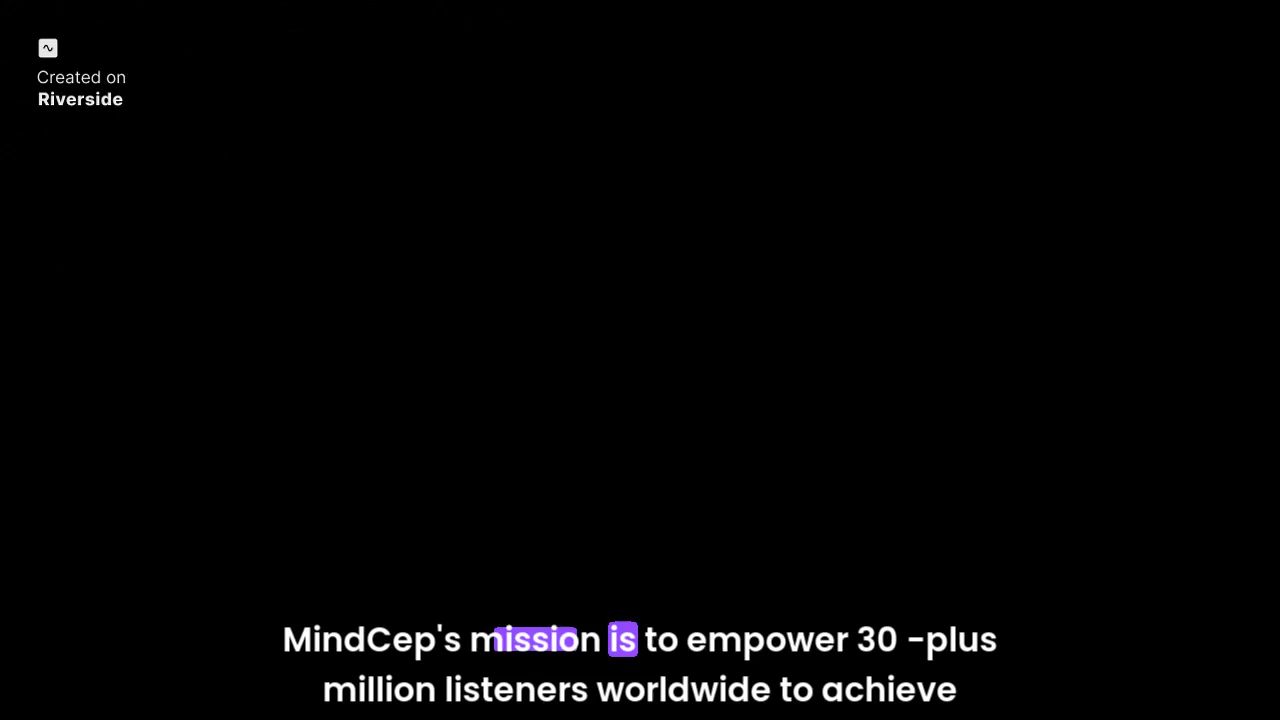 Created on
Riverside
MindCep's mission is to empower 30 -plus
million listeners worldwide to achieve